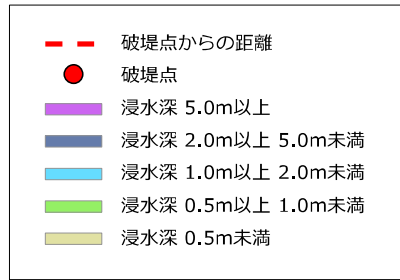 破堤点からの距離
破堤点
浸水深 5.0m以上
浸水深 2.0m以上 5.0m未満
浸水深 1.0m以上 2.0m未満
浸水深 0.5m以上 1.0m未満
浸水深 0.5m未満